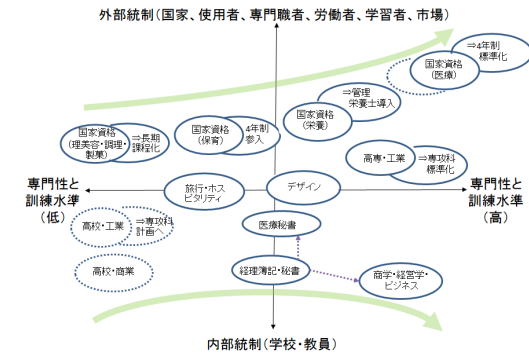 外部統制(国家、使用者、専門職者、労働者、学習者、市場)
⇒4年制
標準化
国家資格
(医療)
⇒管理
栄養士導入
国家資格
(栄養)
国家資格
(理美容・調理・
製菓)
⇒長期
課程化
国家資格
(保育)
4年制
参入
高専・工業
⇒専攻科
標準化
専門性と
訓練水準
(低)
旅行・ホス
ピタリティ
デザイン
専門性と
訓練水準
(高)
高校・工業
⇒専攻科
計画へ
医療秘書
高校・商業
経理簿記・秘書
商学・経営学・
ビジネス
内部統制(学校・教員)